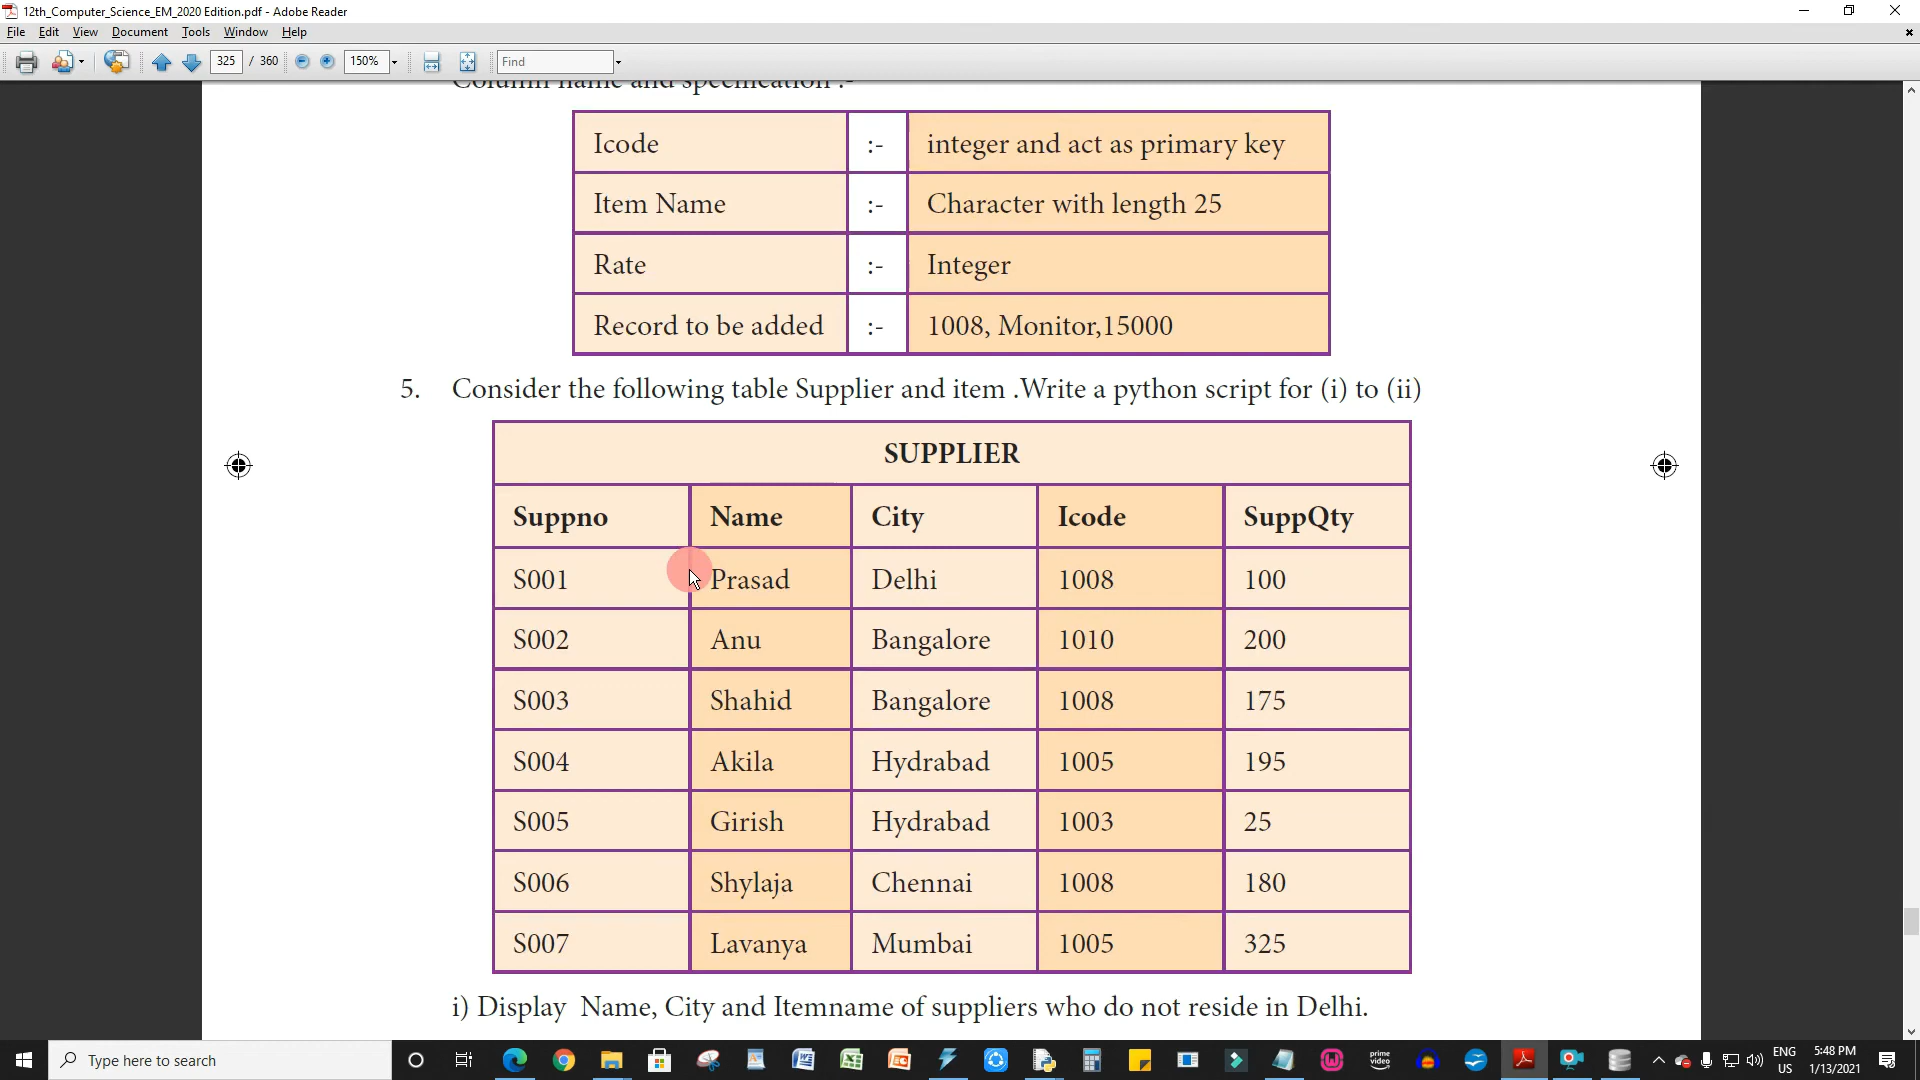 12th_Computer_Science_EM_2020 Edition.pdf - Adobe Reader
File Edit View Document Tools Window Help
325 / 360 150% Find
Column name and specification :-
Icode :- integer and act as primary key
Item Name :- Character with length 25
Rate :- Integer
Record to be added :- 1008, Monitor,15000
5. Consider the following table Supplier and item .Write a python script for (i) to (ii)
SUPPLIER
Suppno Name City Icode SuppQty
S001 Prasad Delhi 1008 100
S002 Anu Bangalore 1010 200
S003 Shahid Bangalore 1008 175
S004 Akila Hydrabad 1005 195
S005 Girish Hydrabad 1003 25
S006 Shylaja Chennai 1008 180
S007 Lavanya Mumbai 1005 325
i) Display Name, City and Itemname of suppliers who do not reside in Delhi.
Type here to search
prime video
ENG US
5:48 PM
1/13/2021